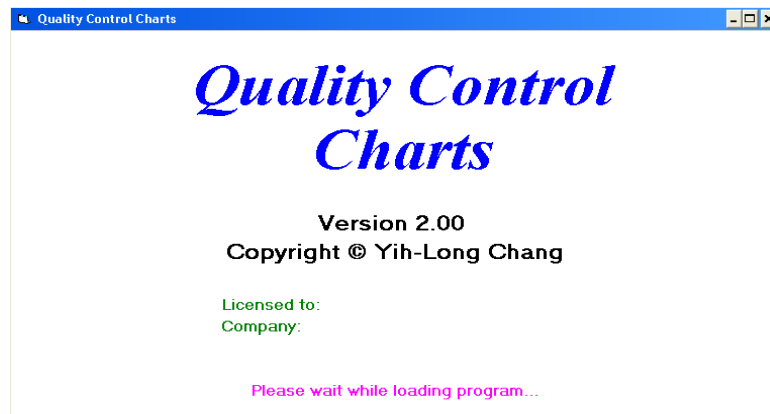 Quality Control Charts
Quality Control
Charts
Version 2.00
Copyright © Yih-Long Chang
Licensed to:
Company:
Please wait while loading program...